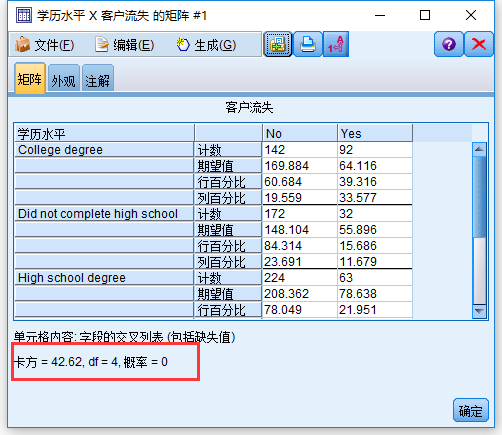 学历水平 X 客户流失 的矩阵 #1
文件(F) 编辑(E) 生成(G)
矩阵 外观 注解
客户流失
学历水平 No Yes
College degree 计数 142 92
期望值 169.884 64.116
行百分比 60.684 39.316
列百分比 19.559 33.577
Did not complete high school 计数 172 32
期望值 148.104 55.896
行百分比 84.314 15.686
列百分比 23.691 11.679
High school degree 计数 224 63
期望值 208.362 78.638
行百分比 78.049 21.951
单元格内容: 字段的交叉列表 (包括缺失值)
卡方 = 42.62, df = 4, 概率 = 0
确定